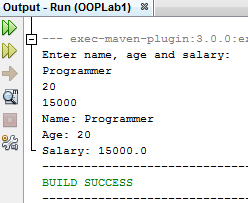 Output - Run (OOPLab1)
--- exec-maven-plugin:3.0.0:e
Enter name, age and salary:
Programmer
20
15000
Name: Programmer
Age: 20
Salary: 15000.0
------------------------------------
BUILD SUCCESS
------------------------------------